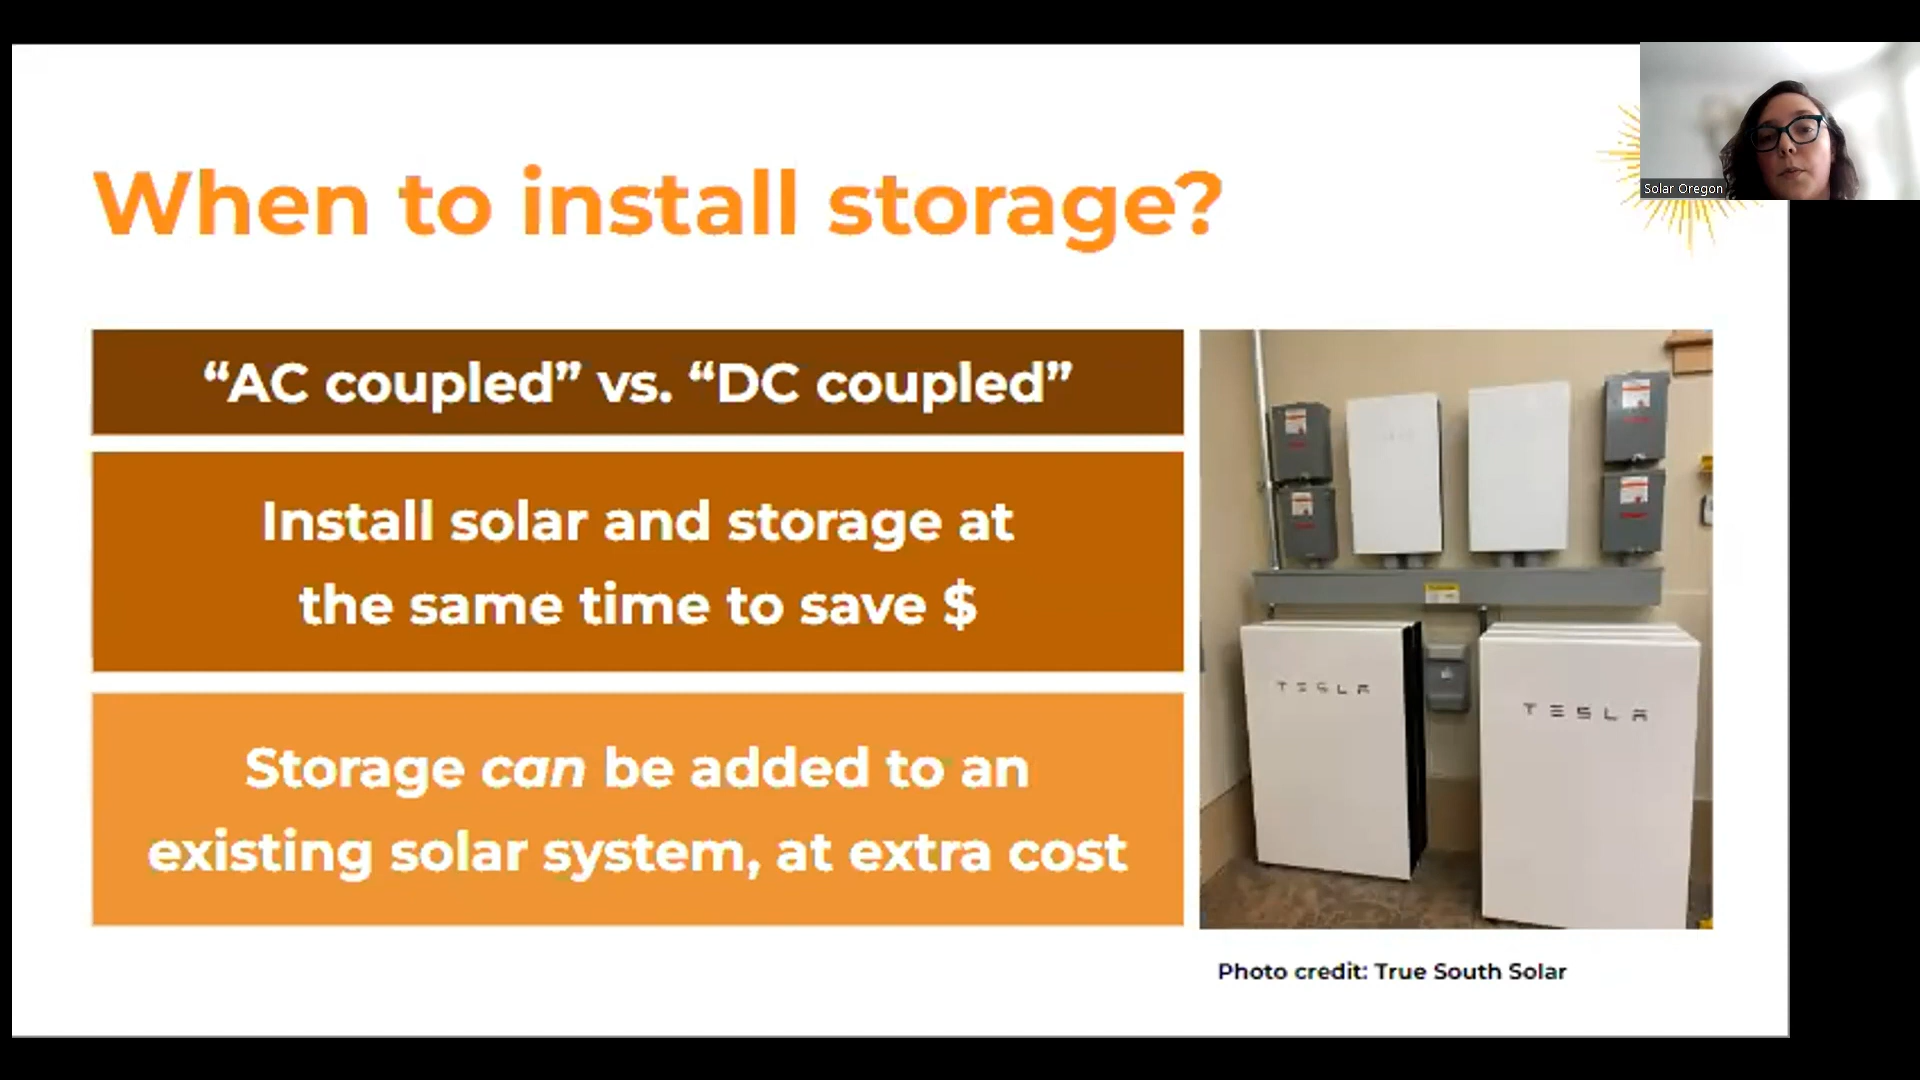 When to install storage?
Solar Oregon
“AC coupled” vs. “DC coupled”
Install solar and storage at
the same time to save $
Storage can be added to an
existing solar system, at extra cost
TESLA
TESLA
Photo credit: True South Solar